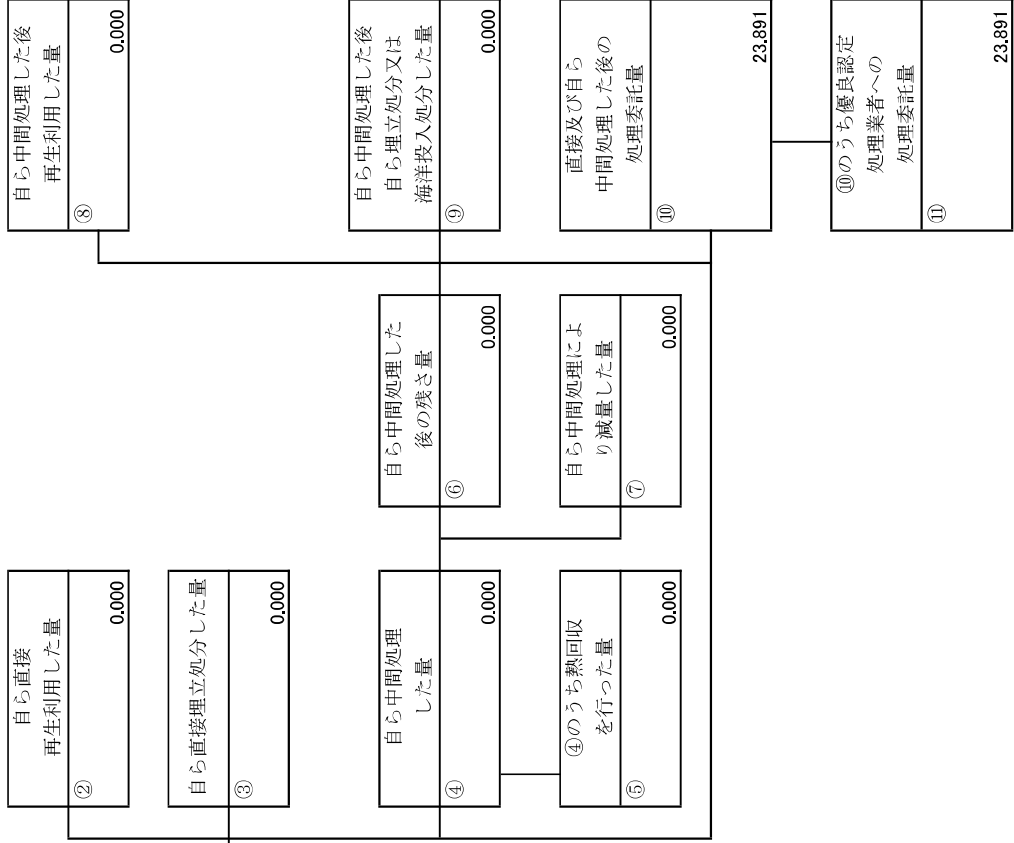 自ら直接
再生利用した量
②
0.000
自ら直接埋立処分した量
③
0.000
自ら中間処理
した量
④
0.000
④のうち熱回収
を行った量
⑤
0.000
自ら中間処理した
後の残さ量
⑥
0.000
自ら中間処理によ
り減量した量
⑦
0.000
自ら中間処理した後
再生利用した量
⑧
0.000
自ら中間処理した後
自ら埋立処分又は
海洋投入処分した量
⑨
0.000
直接及び自ら
中間処理した後の
処理委託量
⑩
23.891
⑩のうち優良認定
処理業者への
処理委託量
⑪
23.891